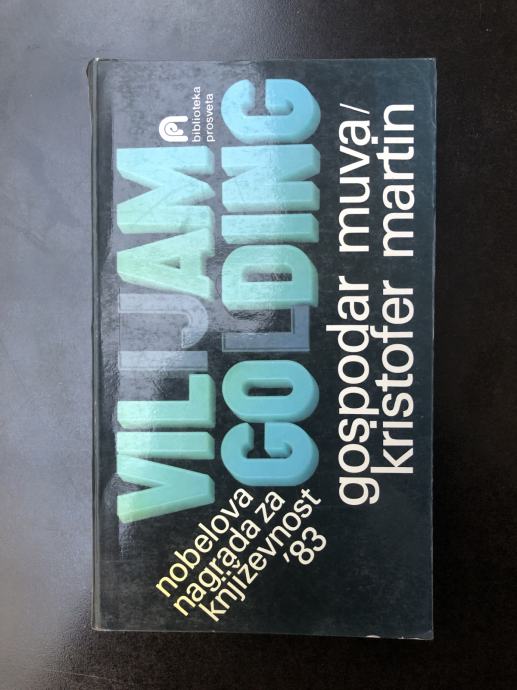 nobelova
nagrada za
književnost
'83
VILIJAM
GOLDING
biblioteka
prosveta
gospodar muva/
kristofer martin